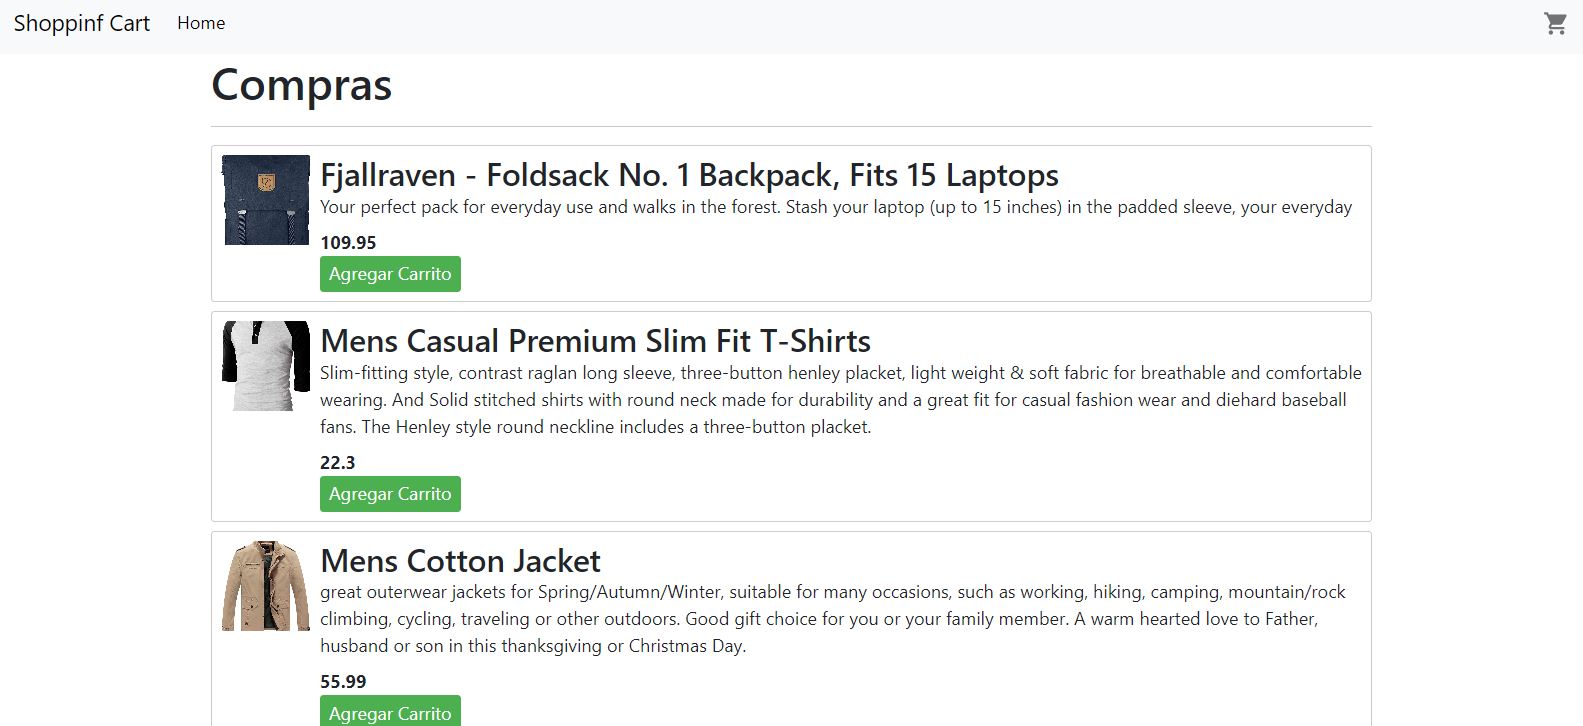 Shoppinf Cart Home
Compras
Fjallraven - Foldsack No. 1 Backpack, Fits 15 Laptops
Your perfect pack for everyday use and walks in the forest. Stash your laptop (up to 15 inches) in the padded sleeve, your everyday
109.95
Agregar Carrito
Mens Casual Premium Slim Fit T-Shirts
Slim-fitting style, contrast raglan long sleeve, three-button henley placket, light weight & soft fabric for breathable and comfortable
wearing. And Solid stitched shirts with round neck made for durability and a great fit for casual fashion wear and diehard baseball
fans. The Henley style round neckline includes a three-button placket.
22.3
Agregar Carrito
Mens Cotton Jacket
great outerwear jackets for Spring/Autumn/Winter, suitable for many occasions, such as working, hiking, camping, mountain/rock
climbing, cycling, traveling or other outdoors. Good gift choice for you or your family member. A warm hearted love to Father,
husband or son in this thanksgiving or Christmas Day.
55.99
Agregar Carrito